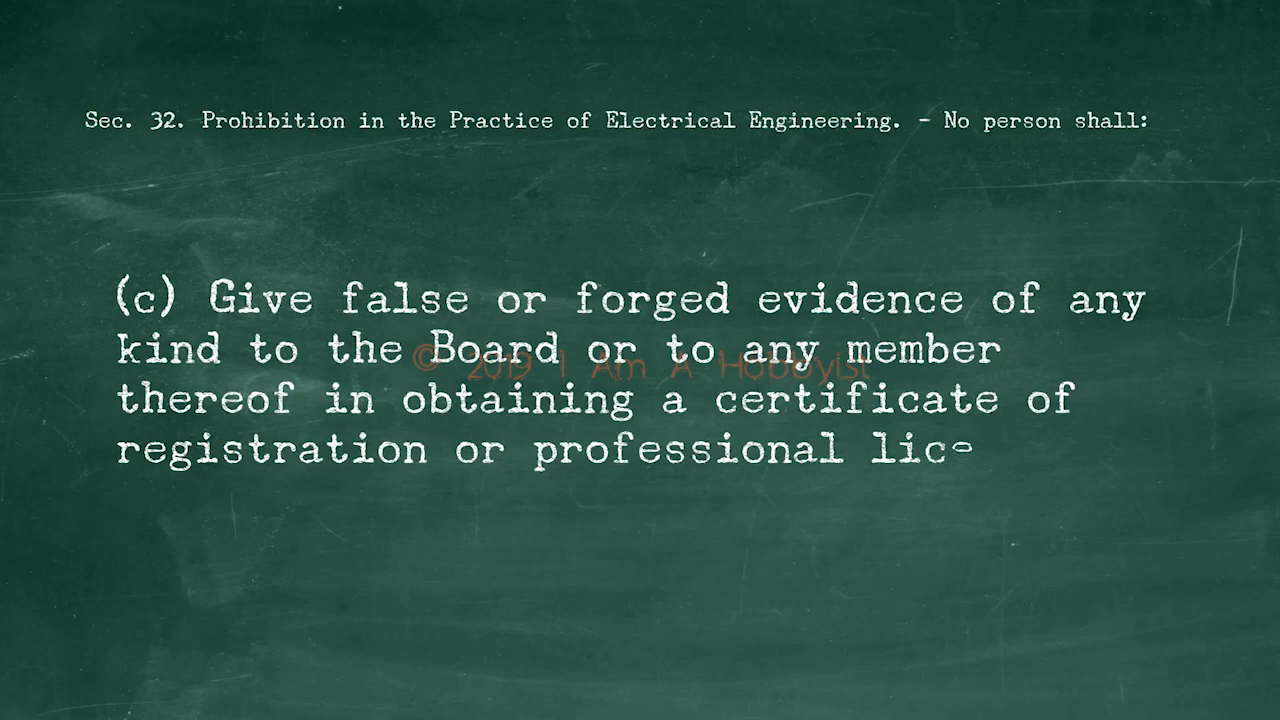 Sec. 32. Prohibition in the Practice of Electrical Engineering. - No person shall:
(c) Give false or forged evidence of any
kind to the Board or to any member
© 2019 I Am A Hobbyist
thereof in obtaining a certificate of
registration or professional lic